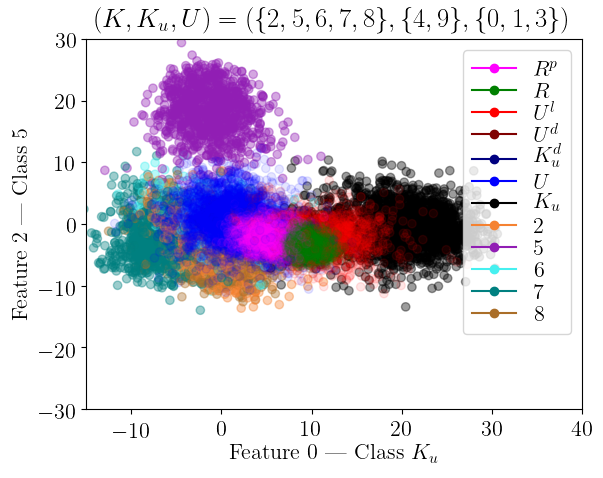 (K, K_u, U) = ({2, 5, 6, 7, 8}, {4, 9}, {0, 1, 3})
30
20
10
0
−10
−20
−30
Feature 2 — Class 5
R^p
R
U^l
U^d
K_u^d
U
K_u
2
5
6
7
8
−10 0 10 20 30 40
Feature 0 — Class K_u